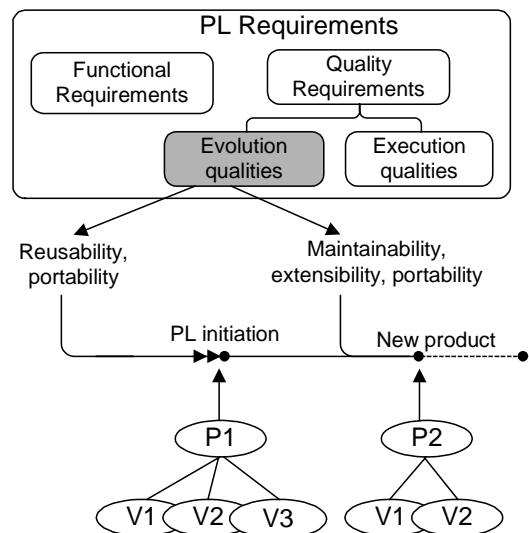 PL Requirements
Functional
Requirements
Quality
Requirements
Evolution
qualities
Execution
qualities
Reusability,
portability
Maintainability,
extensibility, portability
PL initiation
New product
P1
P2
V1
V2
V3
V1
V2